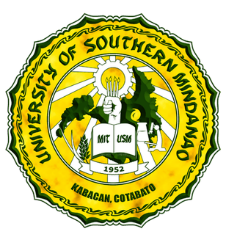 UNIVERSITY OF SOUTHERN MINDANAO
MIT USM
1952
KABACAN, COTABATO